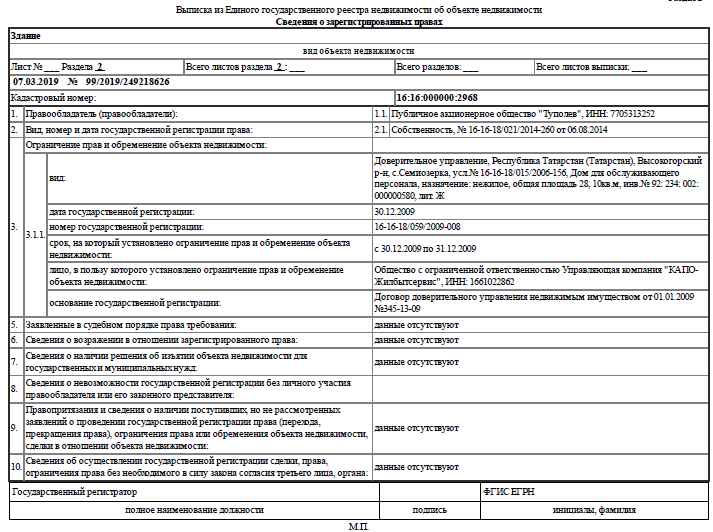 Выписка из Единого государственного реестра недвижимости об объекте недвижимости
Сведения о зарегистрированных правах
Здание
вид объекта недвижимости
Лист № ___ Раздела 2 Всего листов раздела 2 : ___ Всего разделов: ___ Всего листов выписки: ___
07.03.2019 № 99/2019/249218626
Кадастровый номер: 16:16:000000:2968
1. Правообладатель (правообладатели): 1.1. Публичное акционерное общество "Туполев", ИНН: 7705313252
2. Вид, номер и дата государственной регистрации права: 2.1. Собственность, № 16-16-18/021/2014-260 от 06.08.2014
Ограничение прав и обременение объекта недвижимости:
3. 3.1.1. вид: Доверительное управление, Республика Татарстан (Татарстан), Высокогорский
р-н, с.Семиозерка, усл.№ 16-16-18/015/2006-156, Дом для обслуживающего
персонала, назначение: нежилое, общая площадь 28, 10кв.м, инв.№ 92: 234: 002:
000000580, лит. Ж
дата государственной регистрации: 30.12.2009
номер государственной регистрации: 16-16-18/059/2009-008
срок, на который установлено ограничение прав и обременение объекта
недвижимости: с 30.12.2009 по 31.12.2009
лицо, в пользу которого установлено ограничение прав и обременение
объекта недвижимости: Общество с ограниченной ответственностью Управляющая компания "КАПО-
Жилбытсервис", ИНН: 1661022862
основание государственной регистрации: Договор доверительного управления недвижимым имуществом от 01.01.2009
№345-13-09
5. Заявленные в судебном порядке права требования: данные отсутствуют
6. Сведения о возражении в отношении зарегистрированного права: данные отсутствуют
7. Сведения о наличии решения об изъятии объекта недвижимости для
государственных и муниципальных нужд: данные отсутствуют
8. Сведения о невозможности государственной регистрации без личного участия
правообладателя или его законного представителя:
9. Правопритязания и сведения о наличии поступивших, но не рассмотренных
заявлений о проведении государственной регистрации права (перехода,
прекращения права), ограничения права или обременения объекта недвижимости,
сделки в отношении объекта недвижимости: данные отсутствуют
10. Сведения об осуществлении государственной регистрации сделки, права,
ограничения права без необходимого в силу закона согласия третьего лица, органа: данные отсутствуют
Государственный регистратор ФГИС ЕГРН
полное наименование должности подпись инициалы, фамилия
М.П.